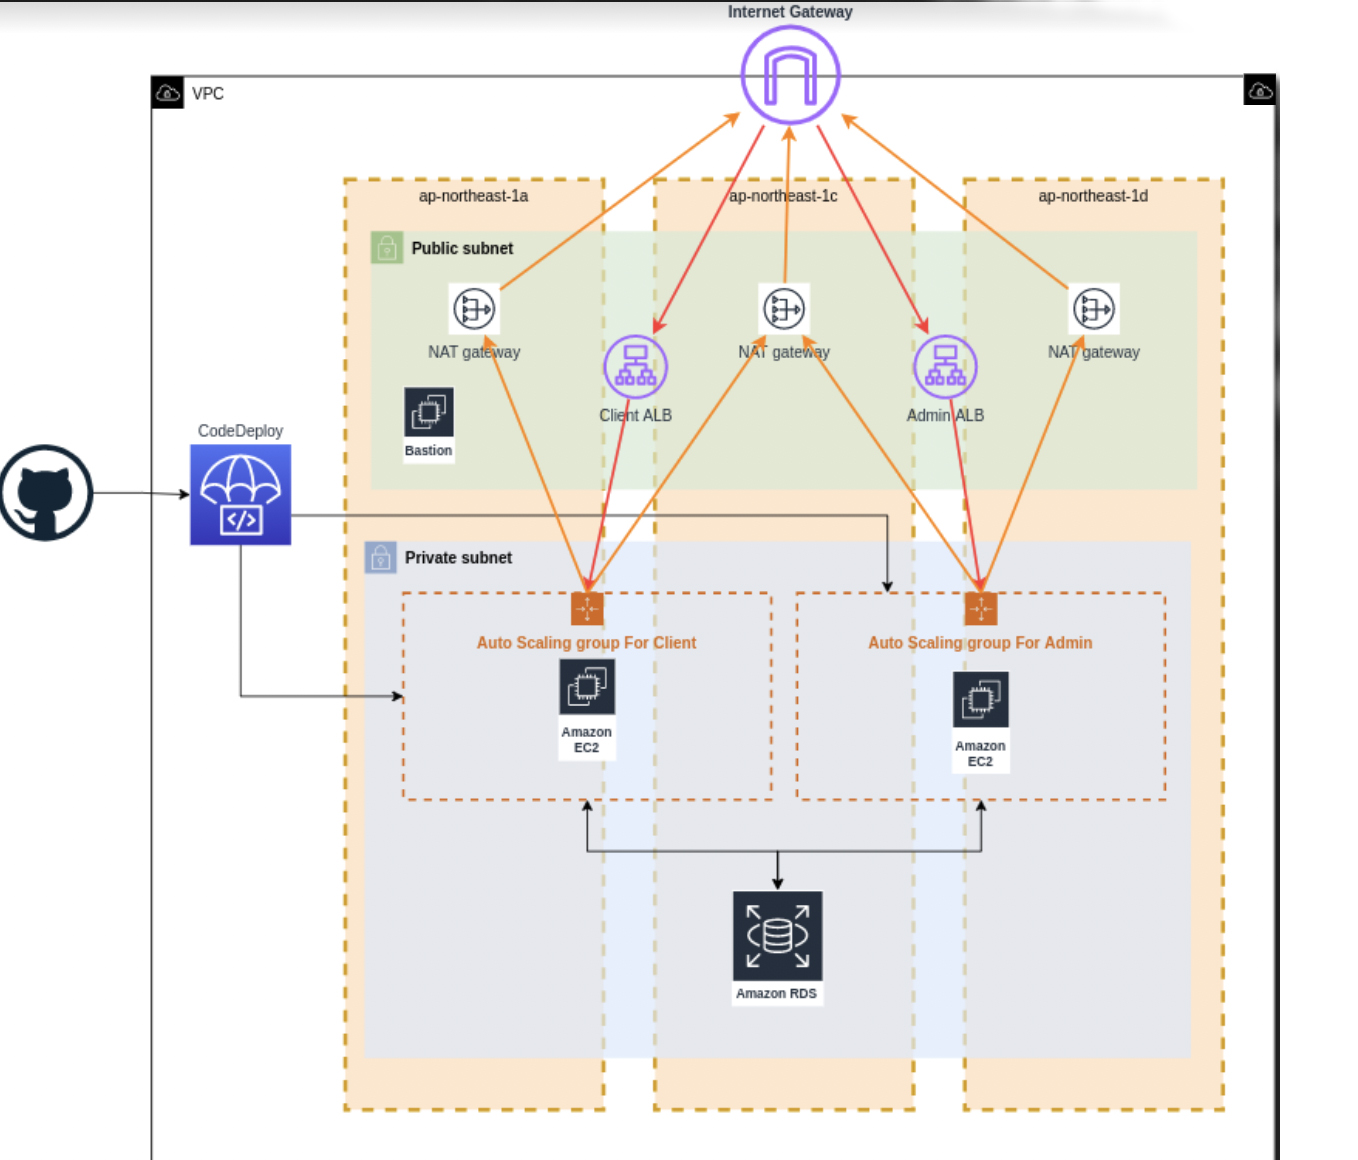 Internet Gateway
VPC
ap-northeast-1a
ap-northeast-1c
ap-northeast-1d
Public subnet
NAT gateway
NAT gateway
NAT gateway
Client ALB
Admin ALB
Bastion
CodeDeploy
</>
Private subnet
Auto Scaling group For Client
Auto Scaling group For Admin
Amazon
EC2
Amazon
EC2
Amazon RDS